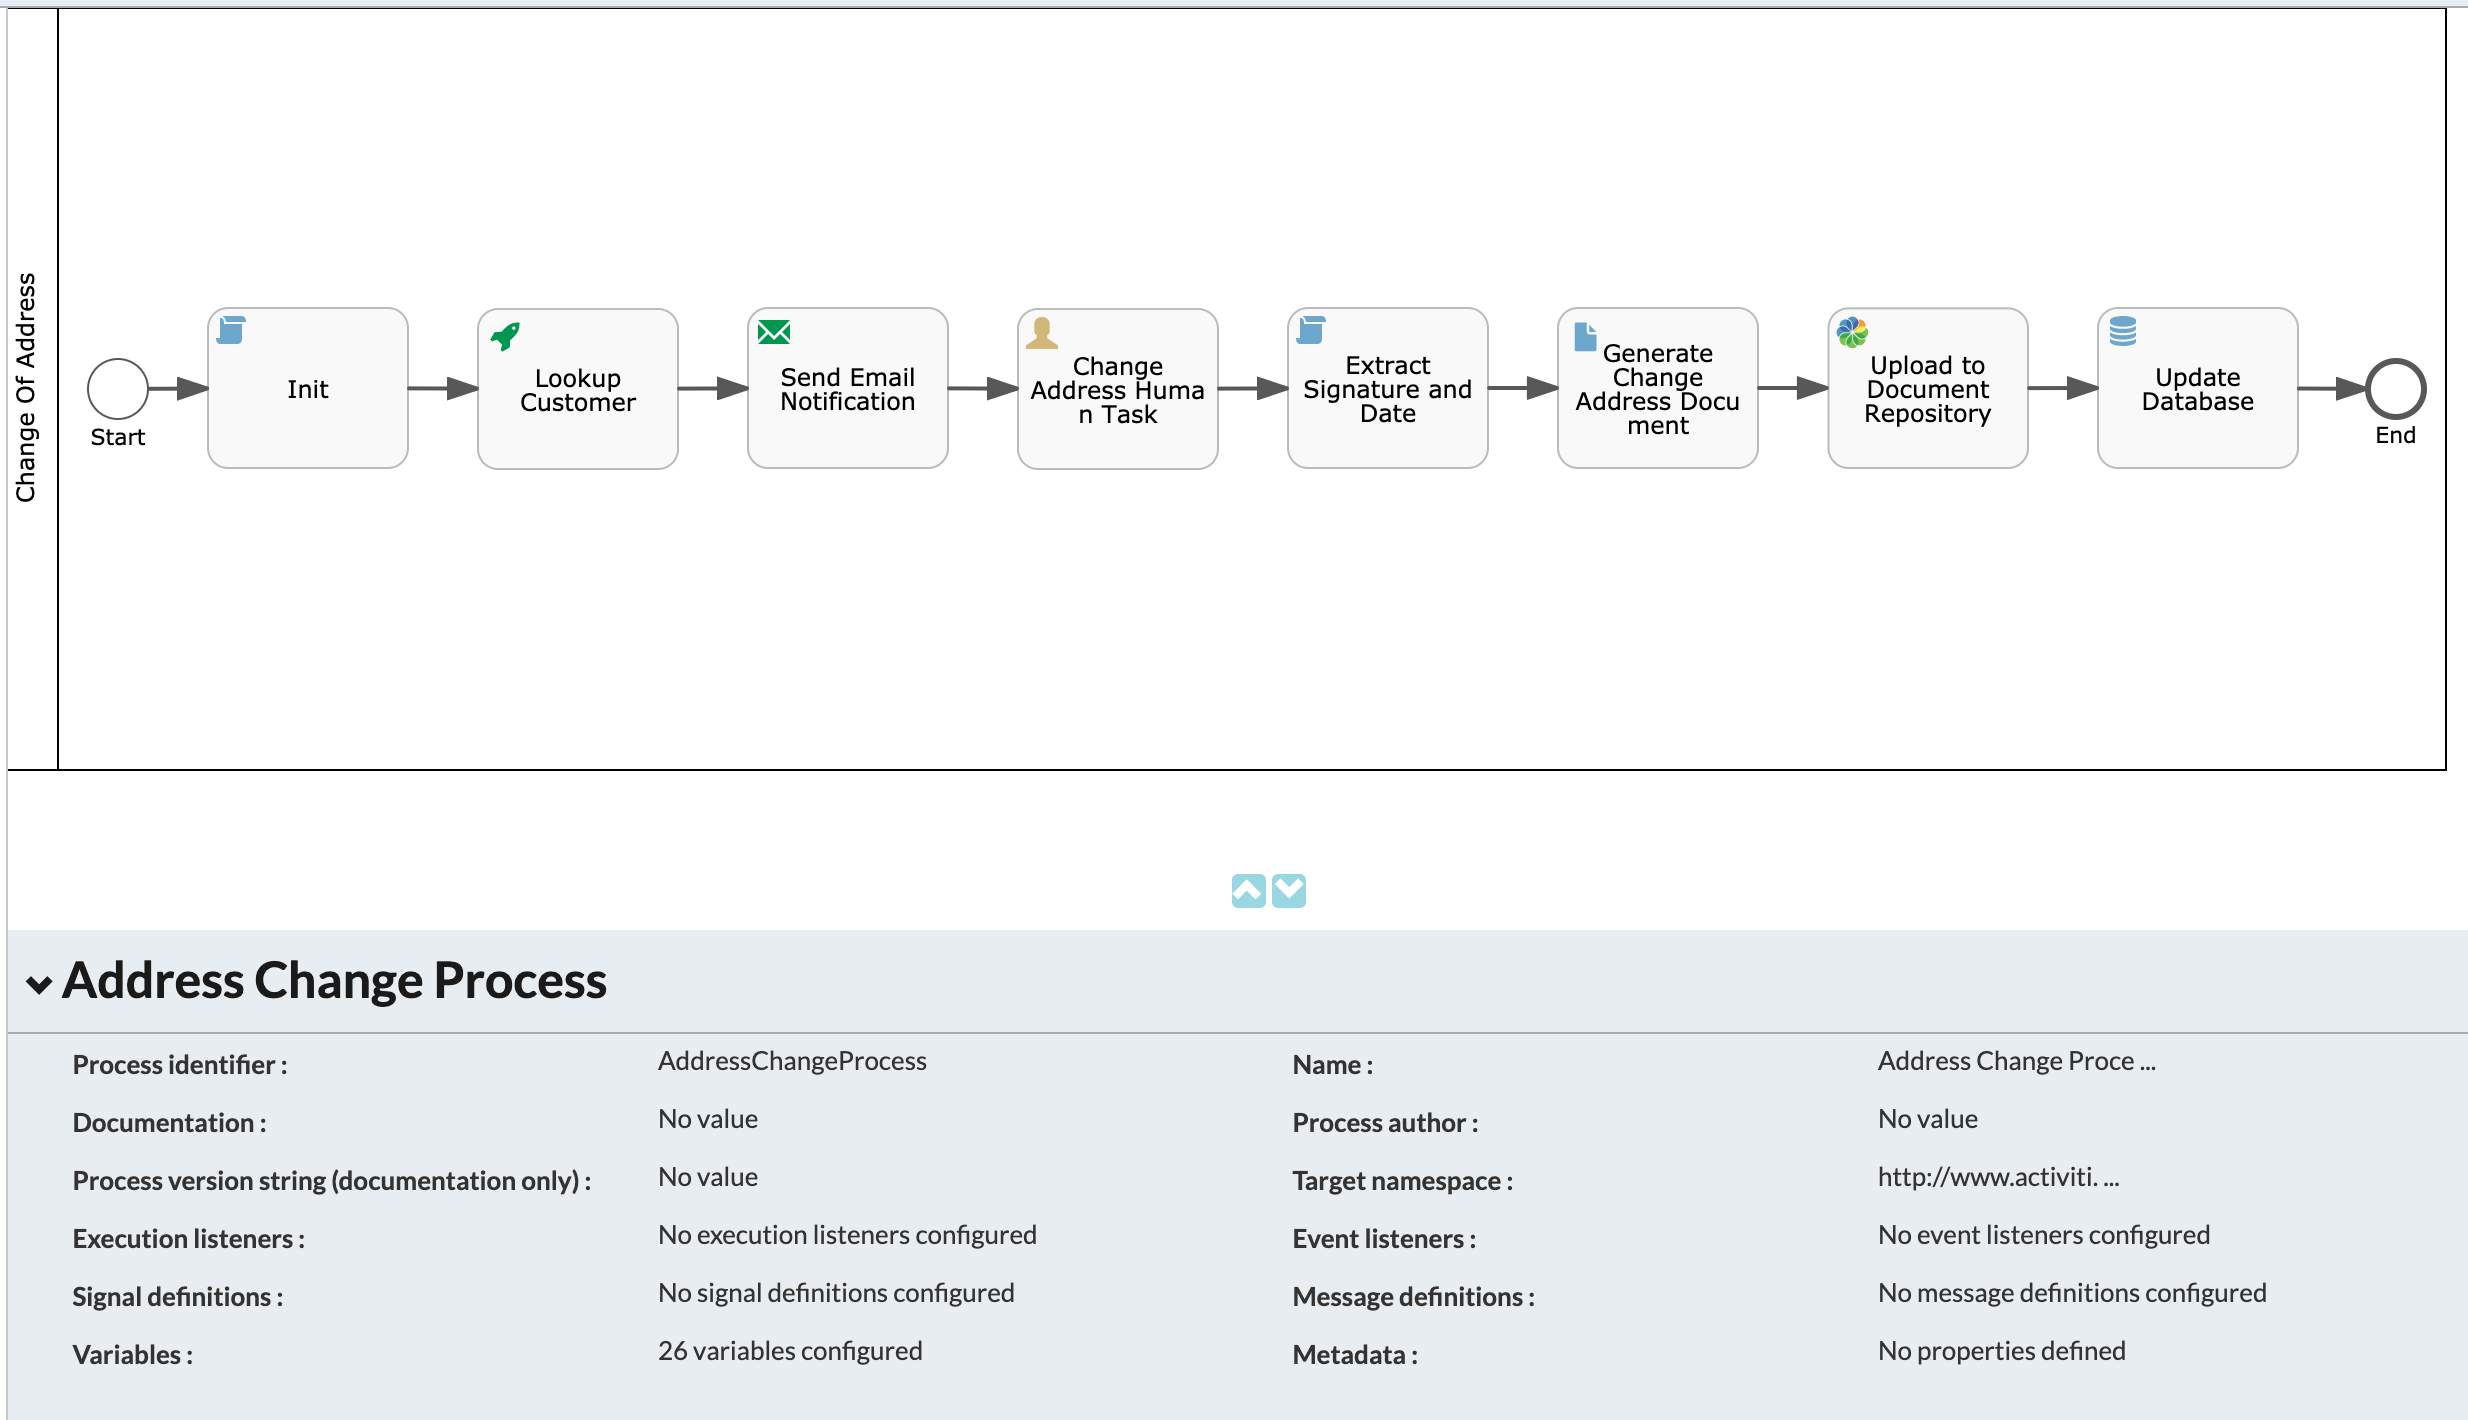 Change Of Address
Start
Init
Lookup
Customer
Send Email
Notification
Change
Address Huma
n Task
Extract
Signature and
Date
Generate
Change
Address Docu
ment
Upload to
Document
Repository
Update
Database
End
Address Change Process
Process identifier : AddressChangeProcess Name : Address Change Proce ...
Documentation : No value Process author : No value
Process version string (documentation only) : No value Target namespace : http://www.activiti. ...
Execution listeners : No execution listeners configured Event listeners : No event listeners configured
Signal definitions : No signal definitions configured Message definitions : No message definitions configured
Variables : 26 variables configured Metadata : No properties defined